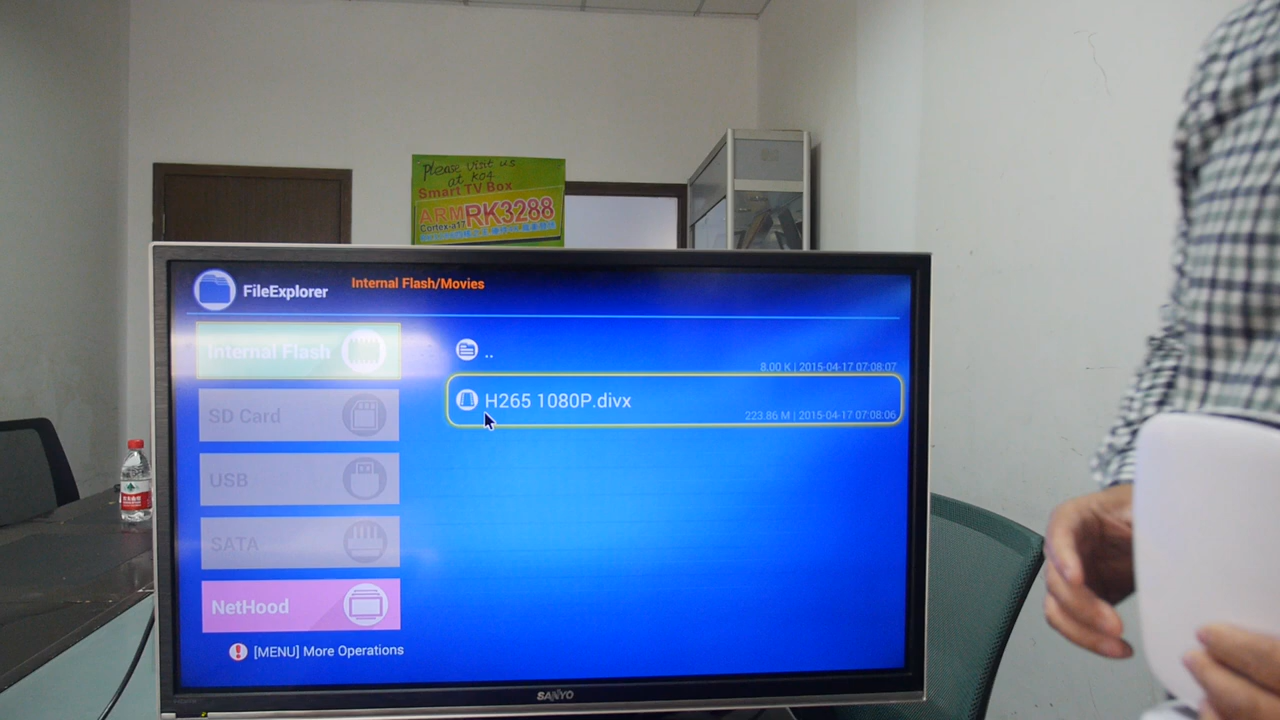 Please visit us
at k04
Smart TV Box
ARM RK3288
Cortex-a17
FileExplorer
Internal Flash/Movies
Internal Flash
SD Card
USB
SATA
NetHood
[MENU] More Operations
..
8.00 K | 2015-04-17 07:08:07
H265 1080P.divx
223.86 M | 2015-04-17 07:08:06
SANYO